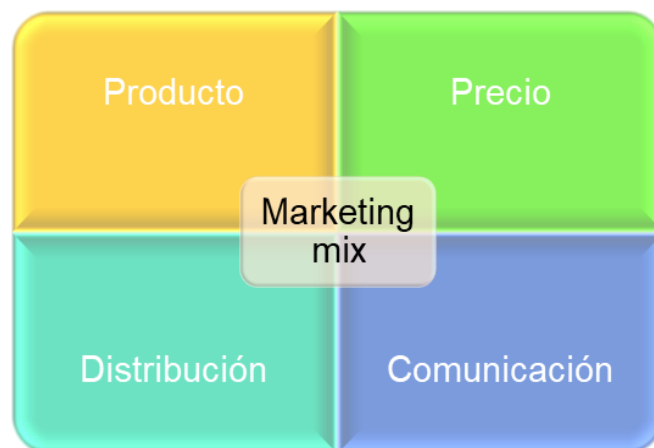 Producto
Precio
Marketing
mix
Distribución
Comunicación